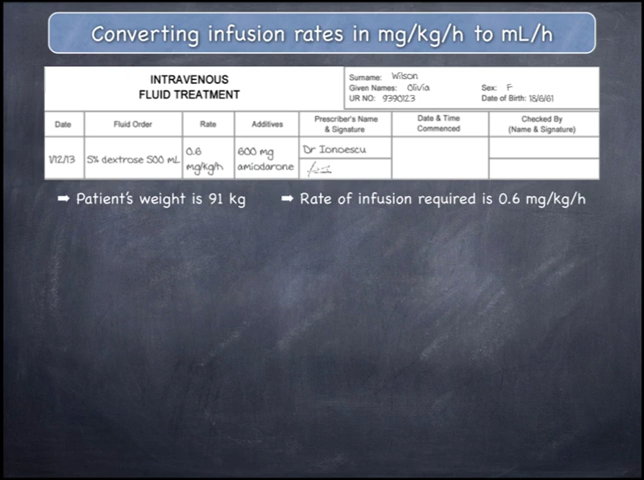 Converting infusion rates in mg/kg/h to mL/h
INTRAVENOUS
FLUID TREATMENT
Surname: Wilson
Given Names: Olivia
Sex: F
UR NO: 9390123
Date of Birth: 18/6/61
Date
Fluid Order
Rate
Additives
Prescriber's Name
& Signature
Date & Time
Commenced
Checked By
(Name & Signature)
1/12/13
5% dextrose 500 mL
0.6
mg/kg/h
600 mg
amiodarone
Dr Ionoescu
➡ Patient's weight is 91 kg
➡ Rate of infusion required is 0.6 mg/kg/h